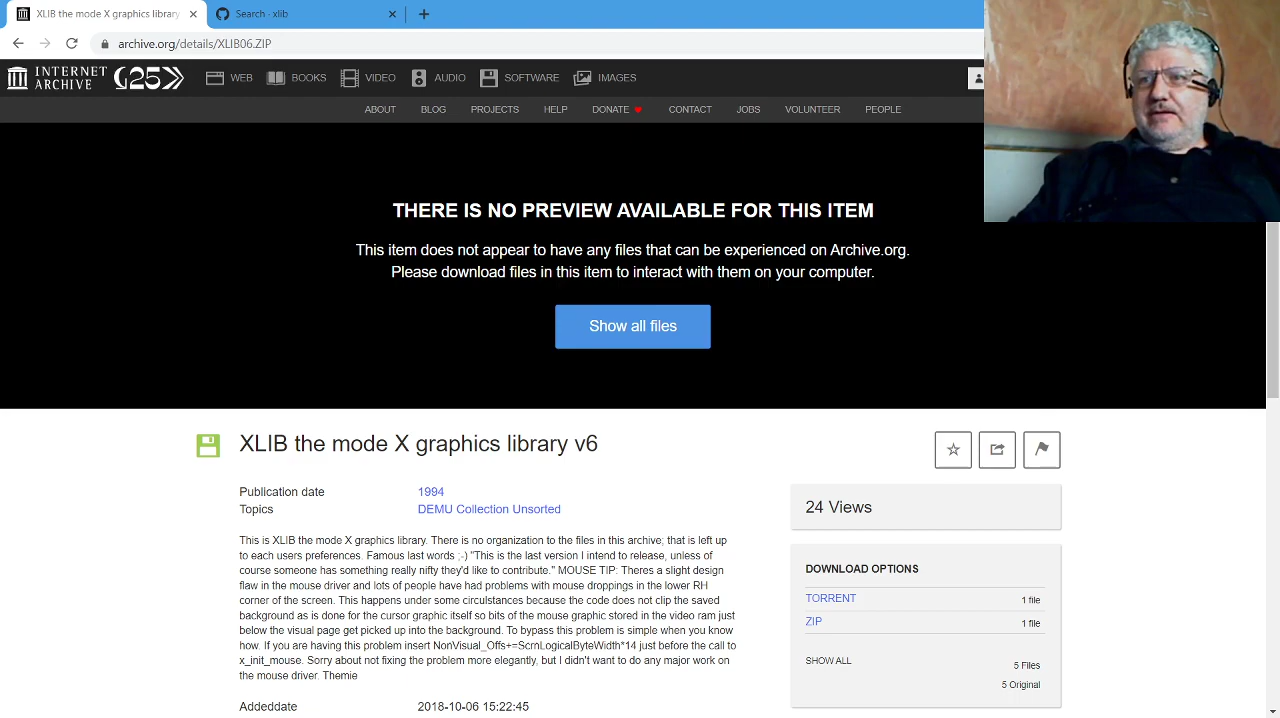 XLIB the mode X graphics library
Search · xlib
archive.org/details/XLIB06.ZIP
INTERNET ARCHIVE 25
WEB BOOKS VIDEO AUDIO SOFTWARE IMAGES
ABOUT BLOG PROJECTS HELP DONATE CONTACT JOBS VOLUNTEER PEOPLE
THERE IS NO PREVIEW AVAILABLE FOR THIS ITEM
This item does not appear to have any files that can be experienced on Archive.org.
Please download files in this item to interact with them on your computer.
Show all files
XLIB the mode X graphics library v6
Publication date 1994
Topics DEMU Collection Unsorted
This is XLIB the mode X graphics library. There is no organization to the files in this archive; that is left up
to each users preferences. Famous last words ;-) "This is the last version I intend to release, unless of
course someone has something really nifty they'd like to contribute." MOUSE TIP: Theres a slight design
flaw in the mouse driver and lots of people have had problems with mouse droppings in the lower RH
corner of the screen. This happens under some circulstances because the code does not clip the saved
background as is done for the cursor graphic itself so bits of the mouse graphic stored in the video ram just
below the visual page get picked up into the background. To bypass this problem is simple when you know
how. If you are having this problem insert NonVisual_Offs+=ScrnLogicalByteWidth*14 just before the call to
x_init_mouse. Sorry about not fixing the problem more elegantly, but I didn't want to do any major work on
the mouse driver. Themie
Addeddate 2018-10-06 15:22:45
24 Views
DOWNLOAD OPTIONS
TORRENT 1 file
ZIP 1 file
SHOW ALL 5 Files
5 Original